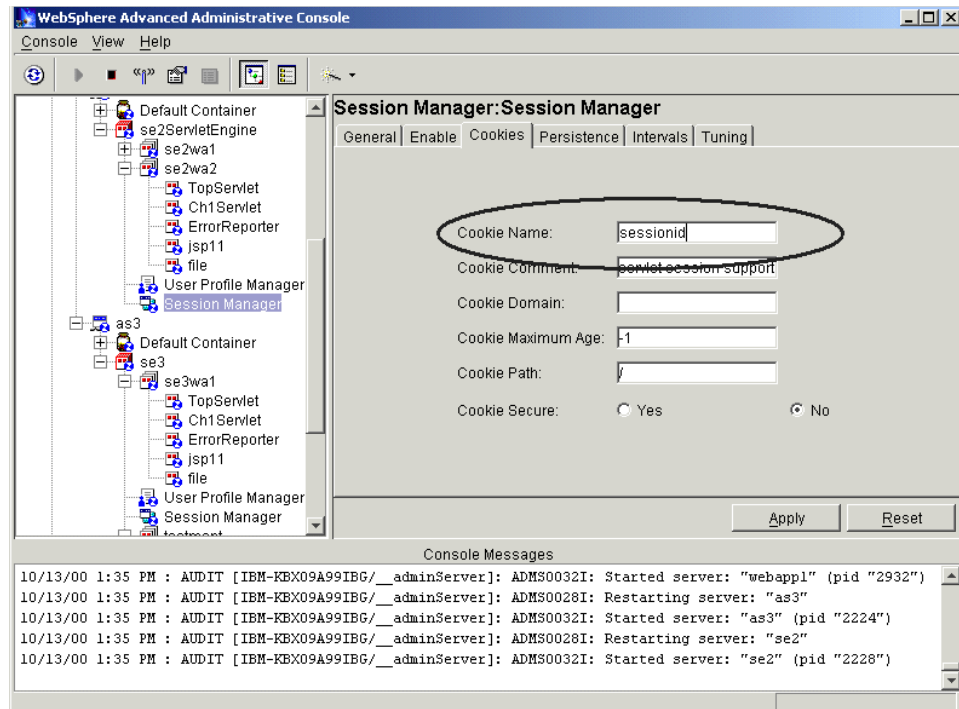 WebSphere Advanced Administrative Console
Console View Help
Default Container
se2ServletEngine
se2wa1
se2wa2
TopServlet
Ch1Servlet
ErrorReporter
jsp11
file
User Profile Manager
Session Manager
as3
Default Container
se3
se3wa1
TopServlet
Ch1Servlet
ErrorReporter
jsp11
file
User Profile Manager
Session Manager
Session Manager:Session Manager
General Enable Cookies Persistence Intervals Tuning
Cookie Name: sessionid
Cookie Comment: servlet session support
Cookie Domain:
Cookie Maximum Age: -1
Cookie Path: /
Cookie Secure: Yes No
Apply Reset
Console Messages
10/13/00 1:35 PM : AUDIT [IBM-KBX09A99IBG/__adminServer]: ADMS0032I: Started server: "webapp1" (pid "2932")
10/13/00 1:35 PM : AUDIT [IBM-KBX09A99IBG/__adminServer]: ADMS0028I: Restarting server: "as3"
10/13/00 1:35 PM : AUDIT [IBM-KBX09A99IBG/__adminServer]: ADMS0032I: Started server: "as3" (pid "2224")
10/13/00 1:35 PM : AUDIT [IBM-KBX09A99IBG/__adminServer]: ADMS0028I: Restarting server: "se2"
10/13/00 1:35 PM : AUDIT [IBM-KBX09A99IBG/__adminServer]: ADMS0032I: Started server: "se2" (pid "2228")